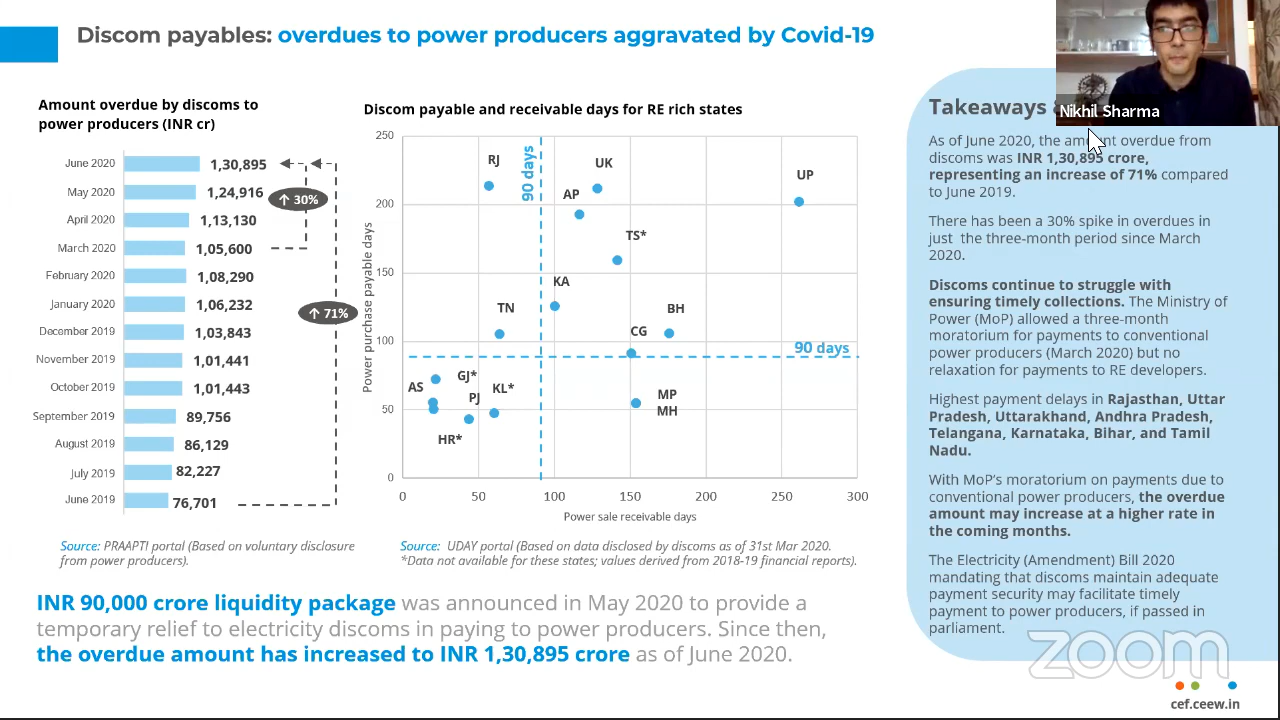 Discom payables: overdues to power producers aggravated by Covid-19
Nikhil Sharma
Amount overdue by discoms to
power producers (INR cr)
June 2020 1,30,895
May 2020 1,24,916
↑ 30%
April 2020 1,13,130
March 2020 1,05,600
February 2020 1,08,290
January 2020 1,06,232
↑ 71%
December 2019 1,03,843
November 2019 1,01,441
October 2019 1,01,443
September 2019 89,756
August 2019 86,129
July 2019 82,227
June 2019 76,701
Source: PRAAPTI portal (Based on voluntary disclosure
from power producers).
Discom payable and receivable days for RE rich states
Power purchase payable days
250
200
150
100
50
0
RJ
90 days
UK
AP
UP
TS*
KA
TN
BH
CG
90 days
GJ*
AS
PJ
KL*
MP
MH
HR*
0 50 100 150 200 250 300
Power sale receivable days
Source: UDAY portal (Based on data disclosed by discoms as of 31st Mar 2020.
*Data not available for these states; values derived from 2018-19 financial reports).
Takeaways
As of June 2020, the amount overdue from
discoms was INR 1,30,895 crore,
representing an increase of 71% compared
to June 2019.
There has been a 30% spike in overdues in
just the three-month period since March
2020.
Discoms continue to struggle with
ensuring timely collections. The Ministry of
Power (MoP) allowed a three-month
moratorium for payments to conventional
power producers (March 2020) but no
relaxation for payments to RE developers.
Highest payment delays in Rajasthan, Uttar
Pradesh, Uttarakhand, Andhra Pradesh,
Telangana, Karnataka, Bihar, and Tamil
Nadu.
With MoP's moratorium on payments due to
conventional power producers, the overdue
amount may increase at a higher rate in
the coming months.
The Electricity (Amendment) Bill 2020
mandating that discoms maintain adequate
payment security may facilitate timely
payment to power producers, if passed in
parliament.
INR 90,000 crore liquidity package was announced in May 2020 to provide a
temporary relief to electricity discoms in paying to power producers. Since then,
the overdue amount has increased to INR 1,30,895 crore as of June 2020.
zoom
cef.ceew.in